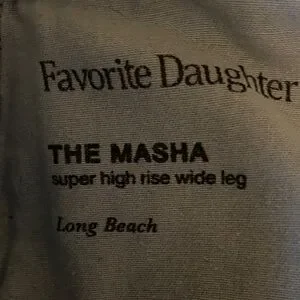 Favorite Daughter
THE MASHA
super high rise wide leg
Long Beach